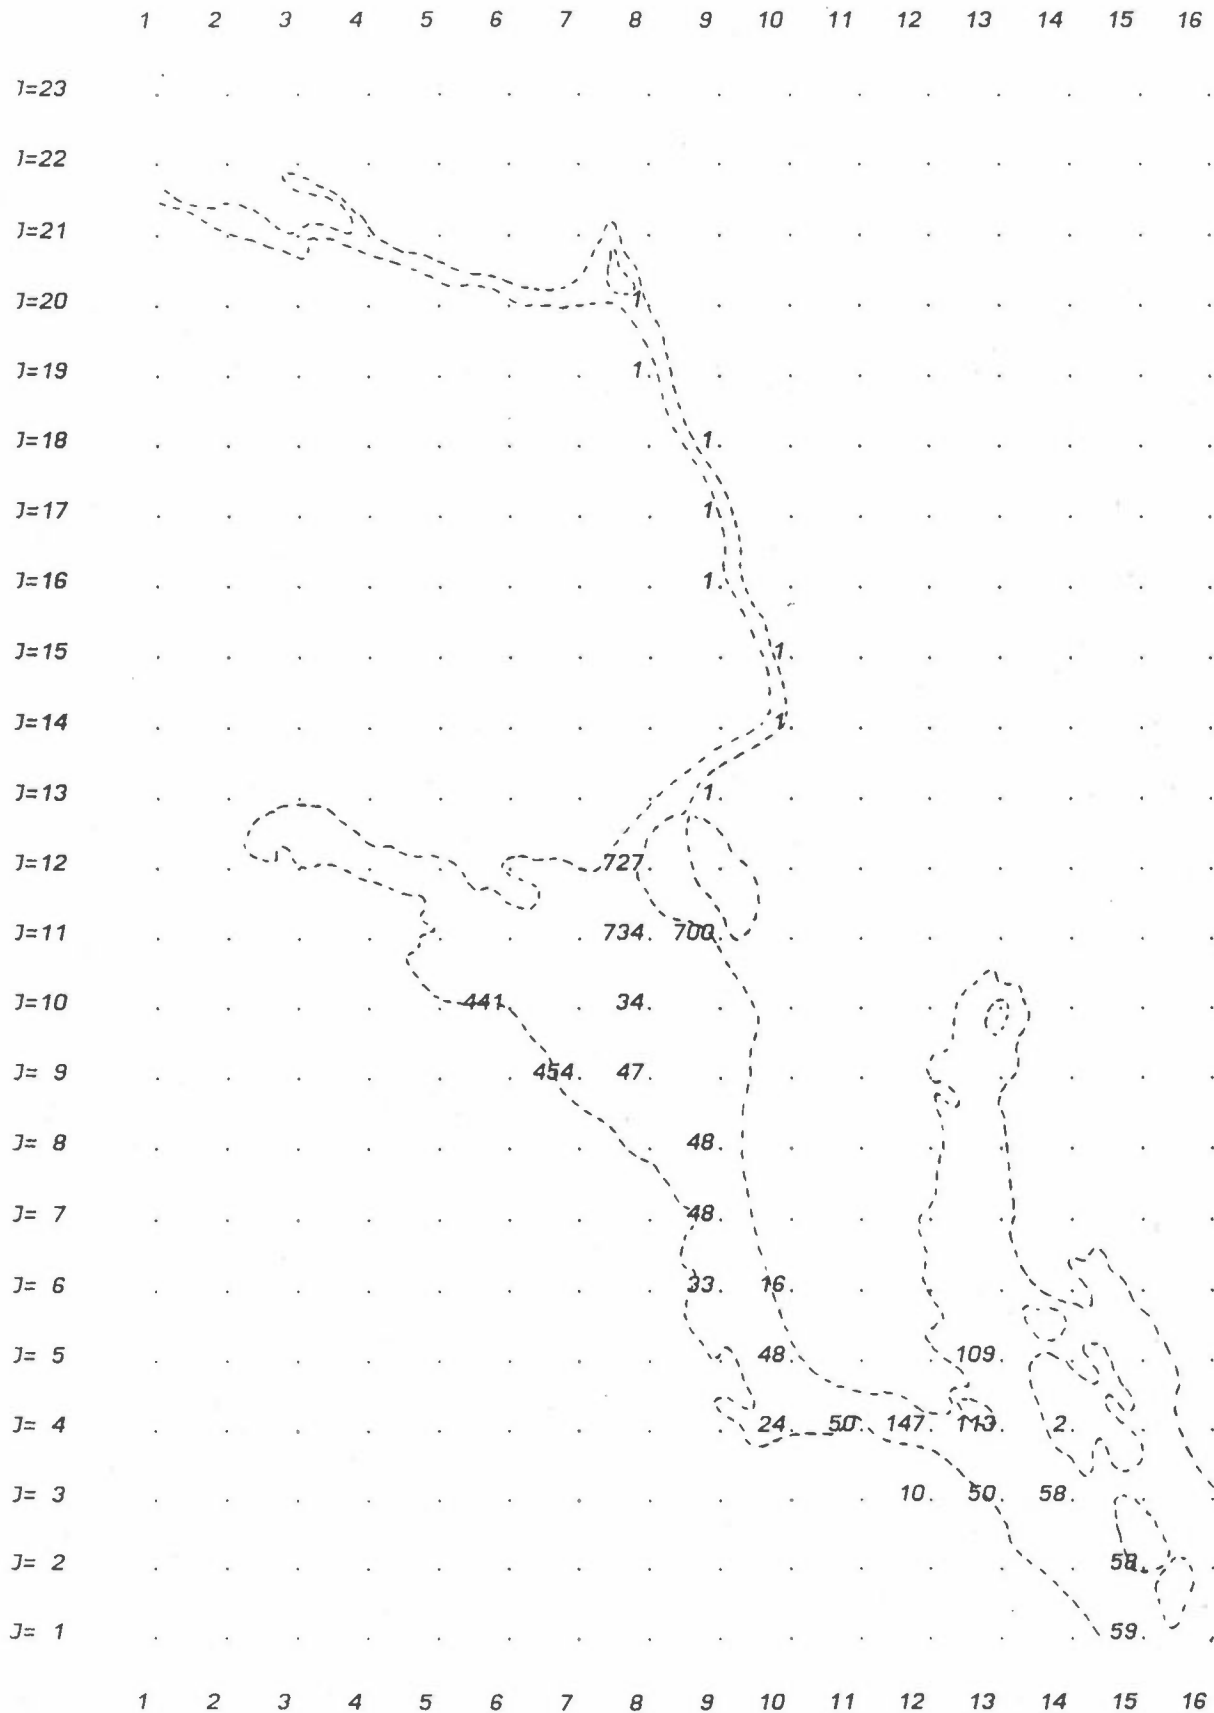 1 2 3 4 5 6 7 8 9 10 11 12 13 14 15 16
J=23 . . . . . . . . . . . . . . . .
J=22 . . . . . . . . . . . . . . . .
J=21 . . . . . . . . . . . . . . . .
J=20 . . . . . . . 1. . . . . . . . .
J=19 . . . . . . . 1. . . . . . . . .
J=18 . . . . . . . . 1. . . . . . . .
J=17 . . . . . . . . 1. . . . . . . .
J=16 . . . . . . . . 1. . . . . . . .
J=15 . . . . . . . . . 1. . . . . . .
J=14 . . . . . . . . . 1. . . . . . .
J=13 . . . . . . . . 1. . . . . . . .
J=12 . . . . . . . 727. . . . . . . . .
J=11 . . . . . . . 734. 700. . . . . . . .
J=10 . . . . . 441. . 34. . . . . . . . .
J= 9 . . . . . . 454. 47. . . . . . . . .
J= 8 . . . . . . . . 48. . . . . . . .
J= 7 . . . . . . . . 48. . . . . . . .
J= 6 . . . . . . . . 33. 16. . . . . . .
J= 5 . . . . . . . . . 48. . . 109. . . .
J= 4 . . . . . . . . . 24. 50. 147. 113. 2. . .
J= 3 . . . . . . . . . . . 10. 50. 58. . .
J= 2 . . . . . . . . . . . . . . 58. .
J= 1 . . . . . . . . . . . . . . 59. .
1 2 3 4 5 6 7 8 9 10 11 12 13 14 15 16